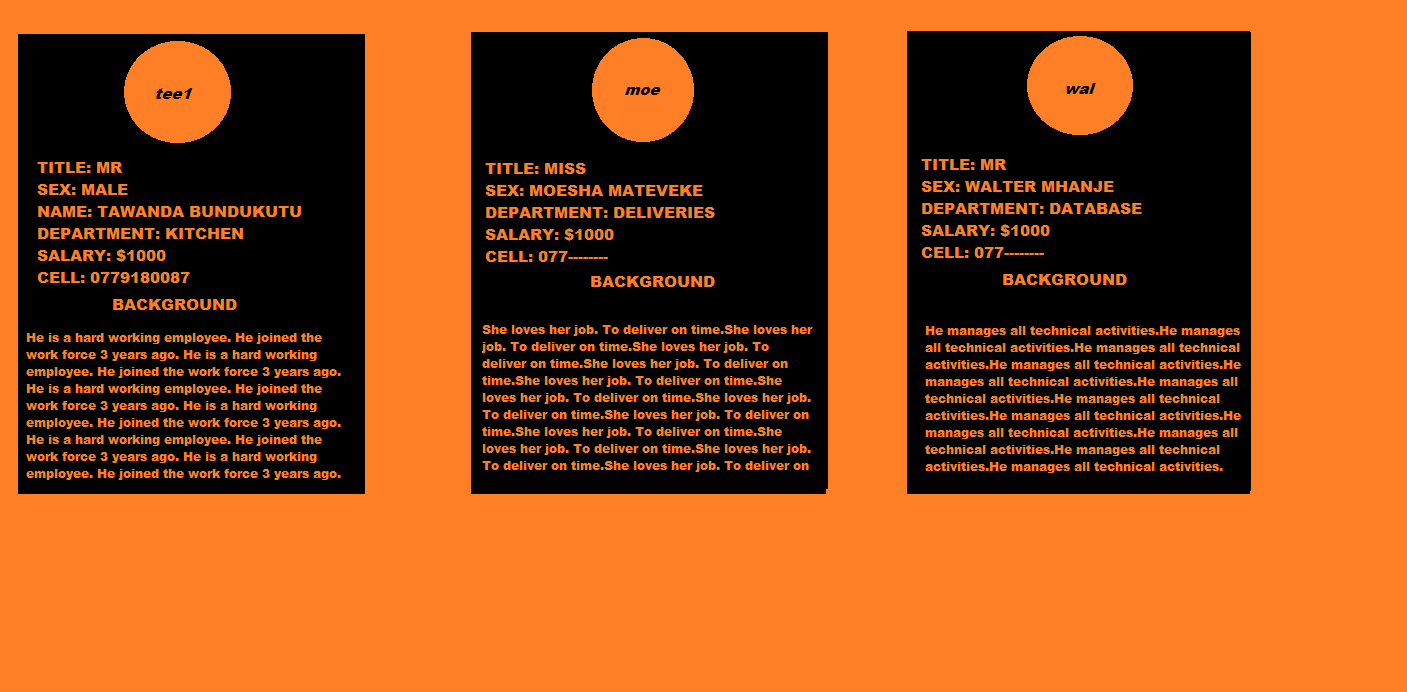 tee1
TITLE: MR
SEX: MALE
NAME: TAWANDA BUNDUKUTU
DEPARTMENT: KITCHEN
SALARY: $1000
CELL: 0779180087
BACKGROUND
He is a hard working employee. He joined the
work force 3 years ago. He is a hard working
employee. He joined the work force 3 years ago.
He is a hard working employee. He joined the
work force 3 years ago. He is a hard working
employee. He joined the work force 3 years ago.
He is a hard working employee. He joined the
work force 3 years ago. He is a hard working
employee. He joined the work force 3 years ago.
moe
TITLE: MISS
SEX: MOESHA MATEVEKE
DEPARTMENT: DELIVERIES
SALARY: $1000
CELL: 077--------
BACKGROUND
She loves her job. To deliver on time.She loves her
job. To deliver on time.She loves her job. To
deliver on time.She loves her job. To deliver on
time.She loves her job. To deliver on time.She
loves her job. To deliver on time.She loves her job.
To deliver on time.She loves her job. To deliver on
time.She loves her job. To deliver on time.She
loves her job. To deliver on time.She loves her job.
To deliver on time.She loves her job. To deliver on
wal
TITLE: MR
SEX: WALTER MHANJE
DEPARTMENT: DATABASE
SALARY: $1000
CELL: 077--------
BACKGROUND
He manages all technical activities.He manages
all technical activities.He manages all technical
activities.He manages all technical activities.He
manages all technical activities.He manages all
technical activities.He manages all technical
activities.He manages all technical activities.He
manages all technical activities.He manages all
technical activities.He manages all technical
activities.He manages all technical activities.